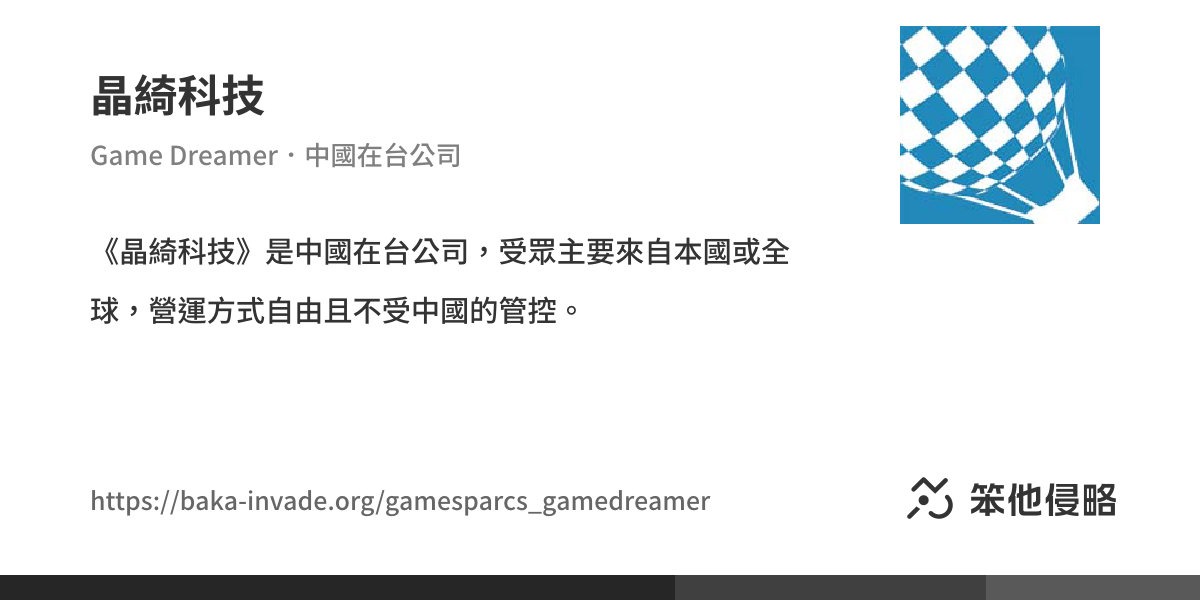 晶綺科技
Game Dreamer・中國在台公司
《晶綺科技》是中國在台公司，受眾主要來自本國或全
球，營運方式自由且不受中國的管控。
https://baka-invade.org/gamesparcs_gamedreamer
笨他侵略